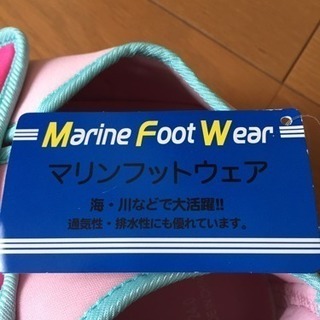 Marine Foot Wear
マリンフットウェア
海・川などで大活躍!!
通気性・排水性にも優れています。